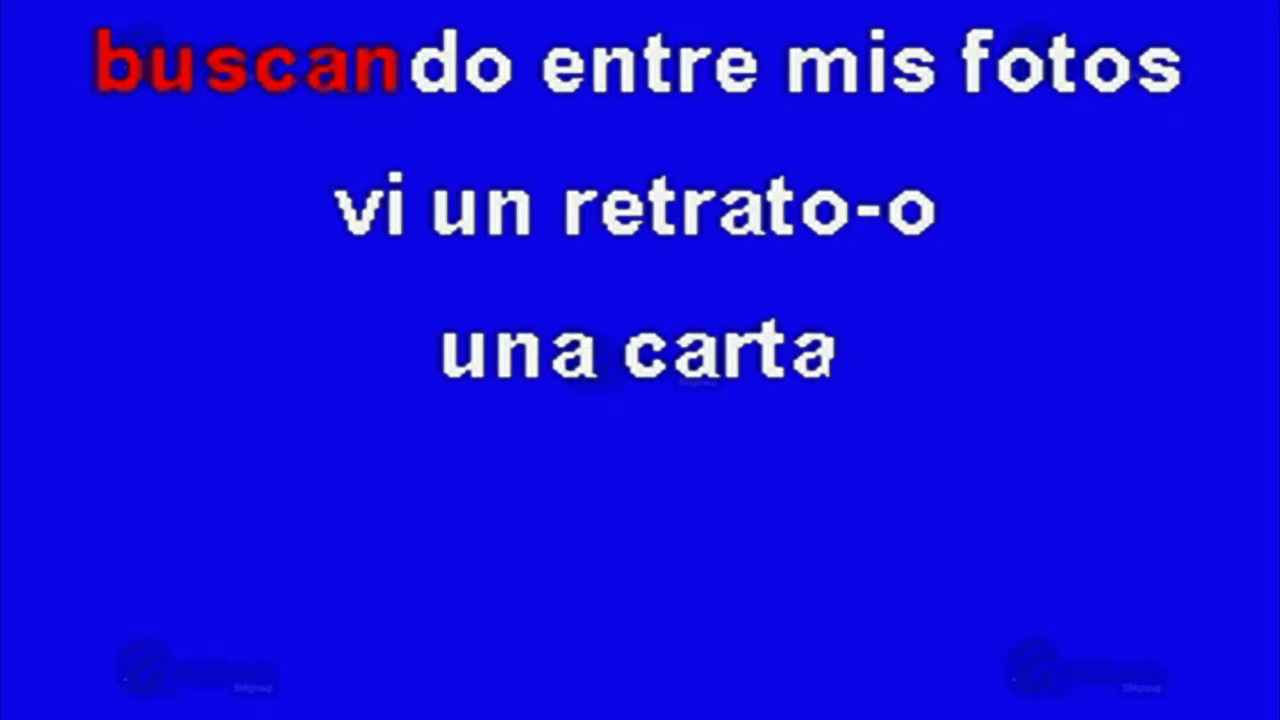 buscando entre mis fotos
vi un retrato-o
una carta